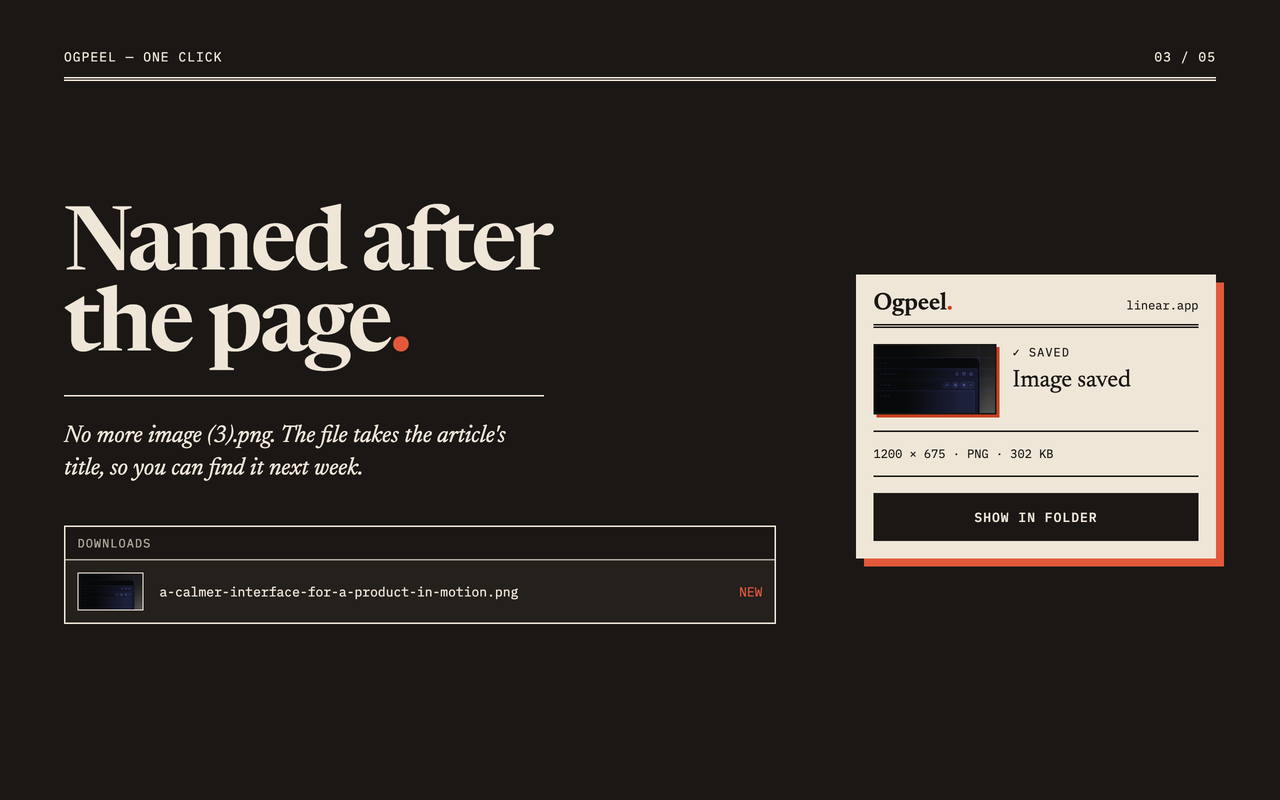 OGPEEL — ONE CLICK
03 / 05
Named after
the page.
No more image (3).png. The file takes the article's
title, so you can find it next week.
DOWNLOADS
a-calmer-interface-for-a-product-in-motion.png
NEW
Ogpeel.
linear.app
✓ SAVED
Image saved
1200 × 675 · PNG · 302 KB
SHOW IN FOLDER